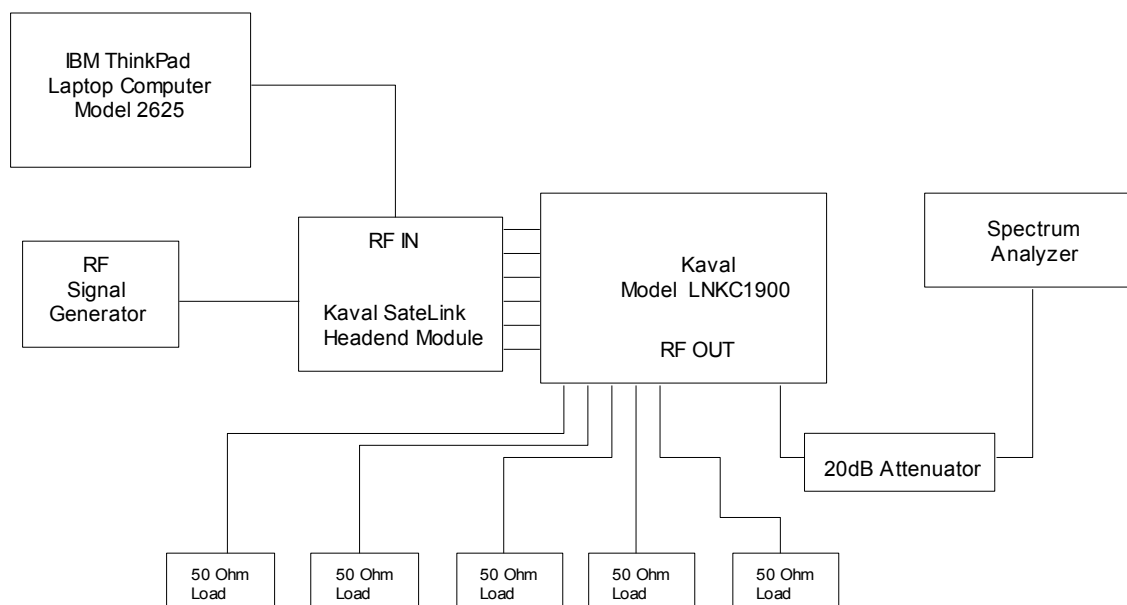 IBM ThinkPad
Laptop Computer
Model 2625
RF IN
Kaval SateLink
Headend Module
RF
Signal
Generator
Kaval
Model LNKC1900
RF OUT
Spectrum
Analyzer
20dB Attenuator
50 Ohm
Load
50 Ohm
Load
50 Ohm
Load
50 Ohm
Load
50 Ohm
Load